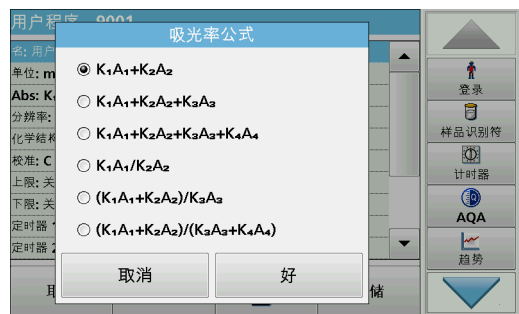 用户程序 9001
吸光率公式
名: 用户
单位: m
Abs: K₁
分辨率:
化学结构
校准: C
上限: 关
下限: 关
定时器
定时器
K₁A₁+K₂A₂
K₁A₁+K₂A₂+K₃A₃
K₁A₁+K₂A₂+K₃A₃+K₄A₄
K₁A₁/K₂A₂
(K₁A₁+K₂A₂)/K₃A₃
(K₁A₁+K₂A₂)/(K₃A₃+K₄A₄)
取消
好
储
登录
样品识别符
计时器
AQA
趋势